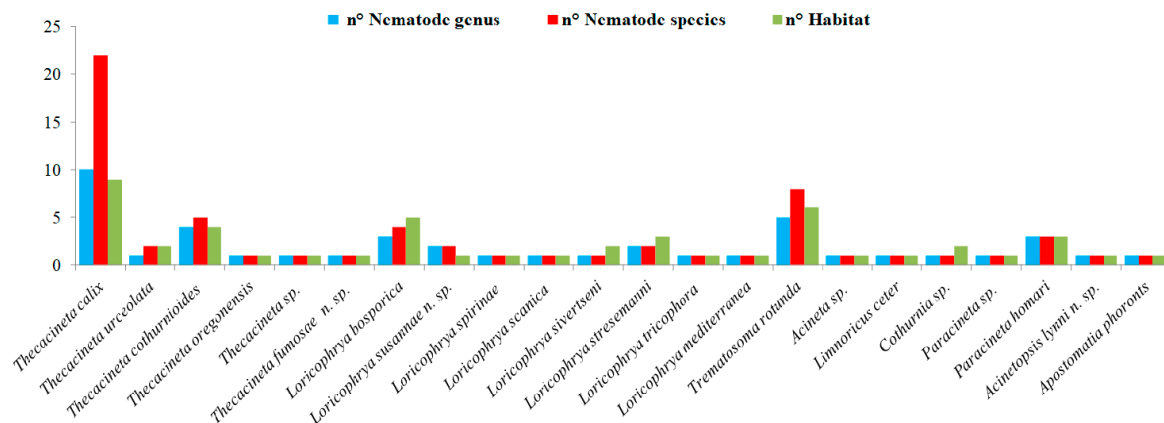 n° Nematode genus n° Nematode species n° Habitat
25
20
15
10
5
0
Thecacineta calix
Thecacineta urceolata
Thecacineta cothurnioides
Thecacineta oregonensis
Thecacineta sp.
Thecacineta fumosae n. sp.
Loricophrya bosporica
Loricophrya susannae n. sp.
Loricophrya spirinae
Loricophrya scanica
Loricophrya sivertseni
Loricophrya stresemanni
Loricophrya tricophora
Loricophrya mediterranea
Trematosoma rotunda
Acineta sp.
Limnoricus ceter
Cothurnia sp.
Paracineta sp.
Paracineta homari
Acinetopsis lynni n. sp.
Apostomatia phoronts